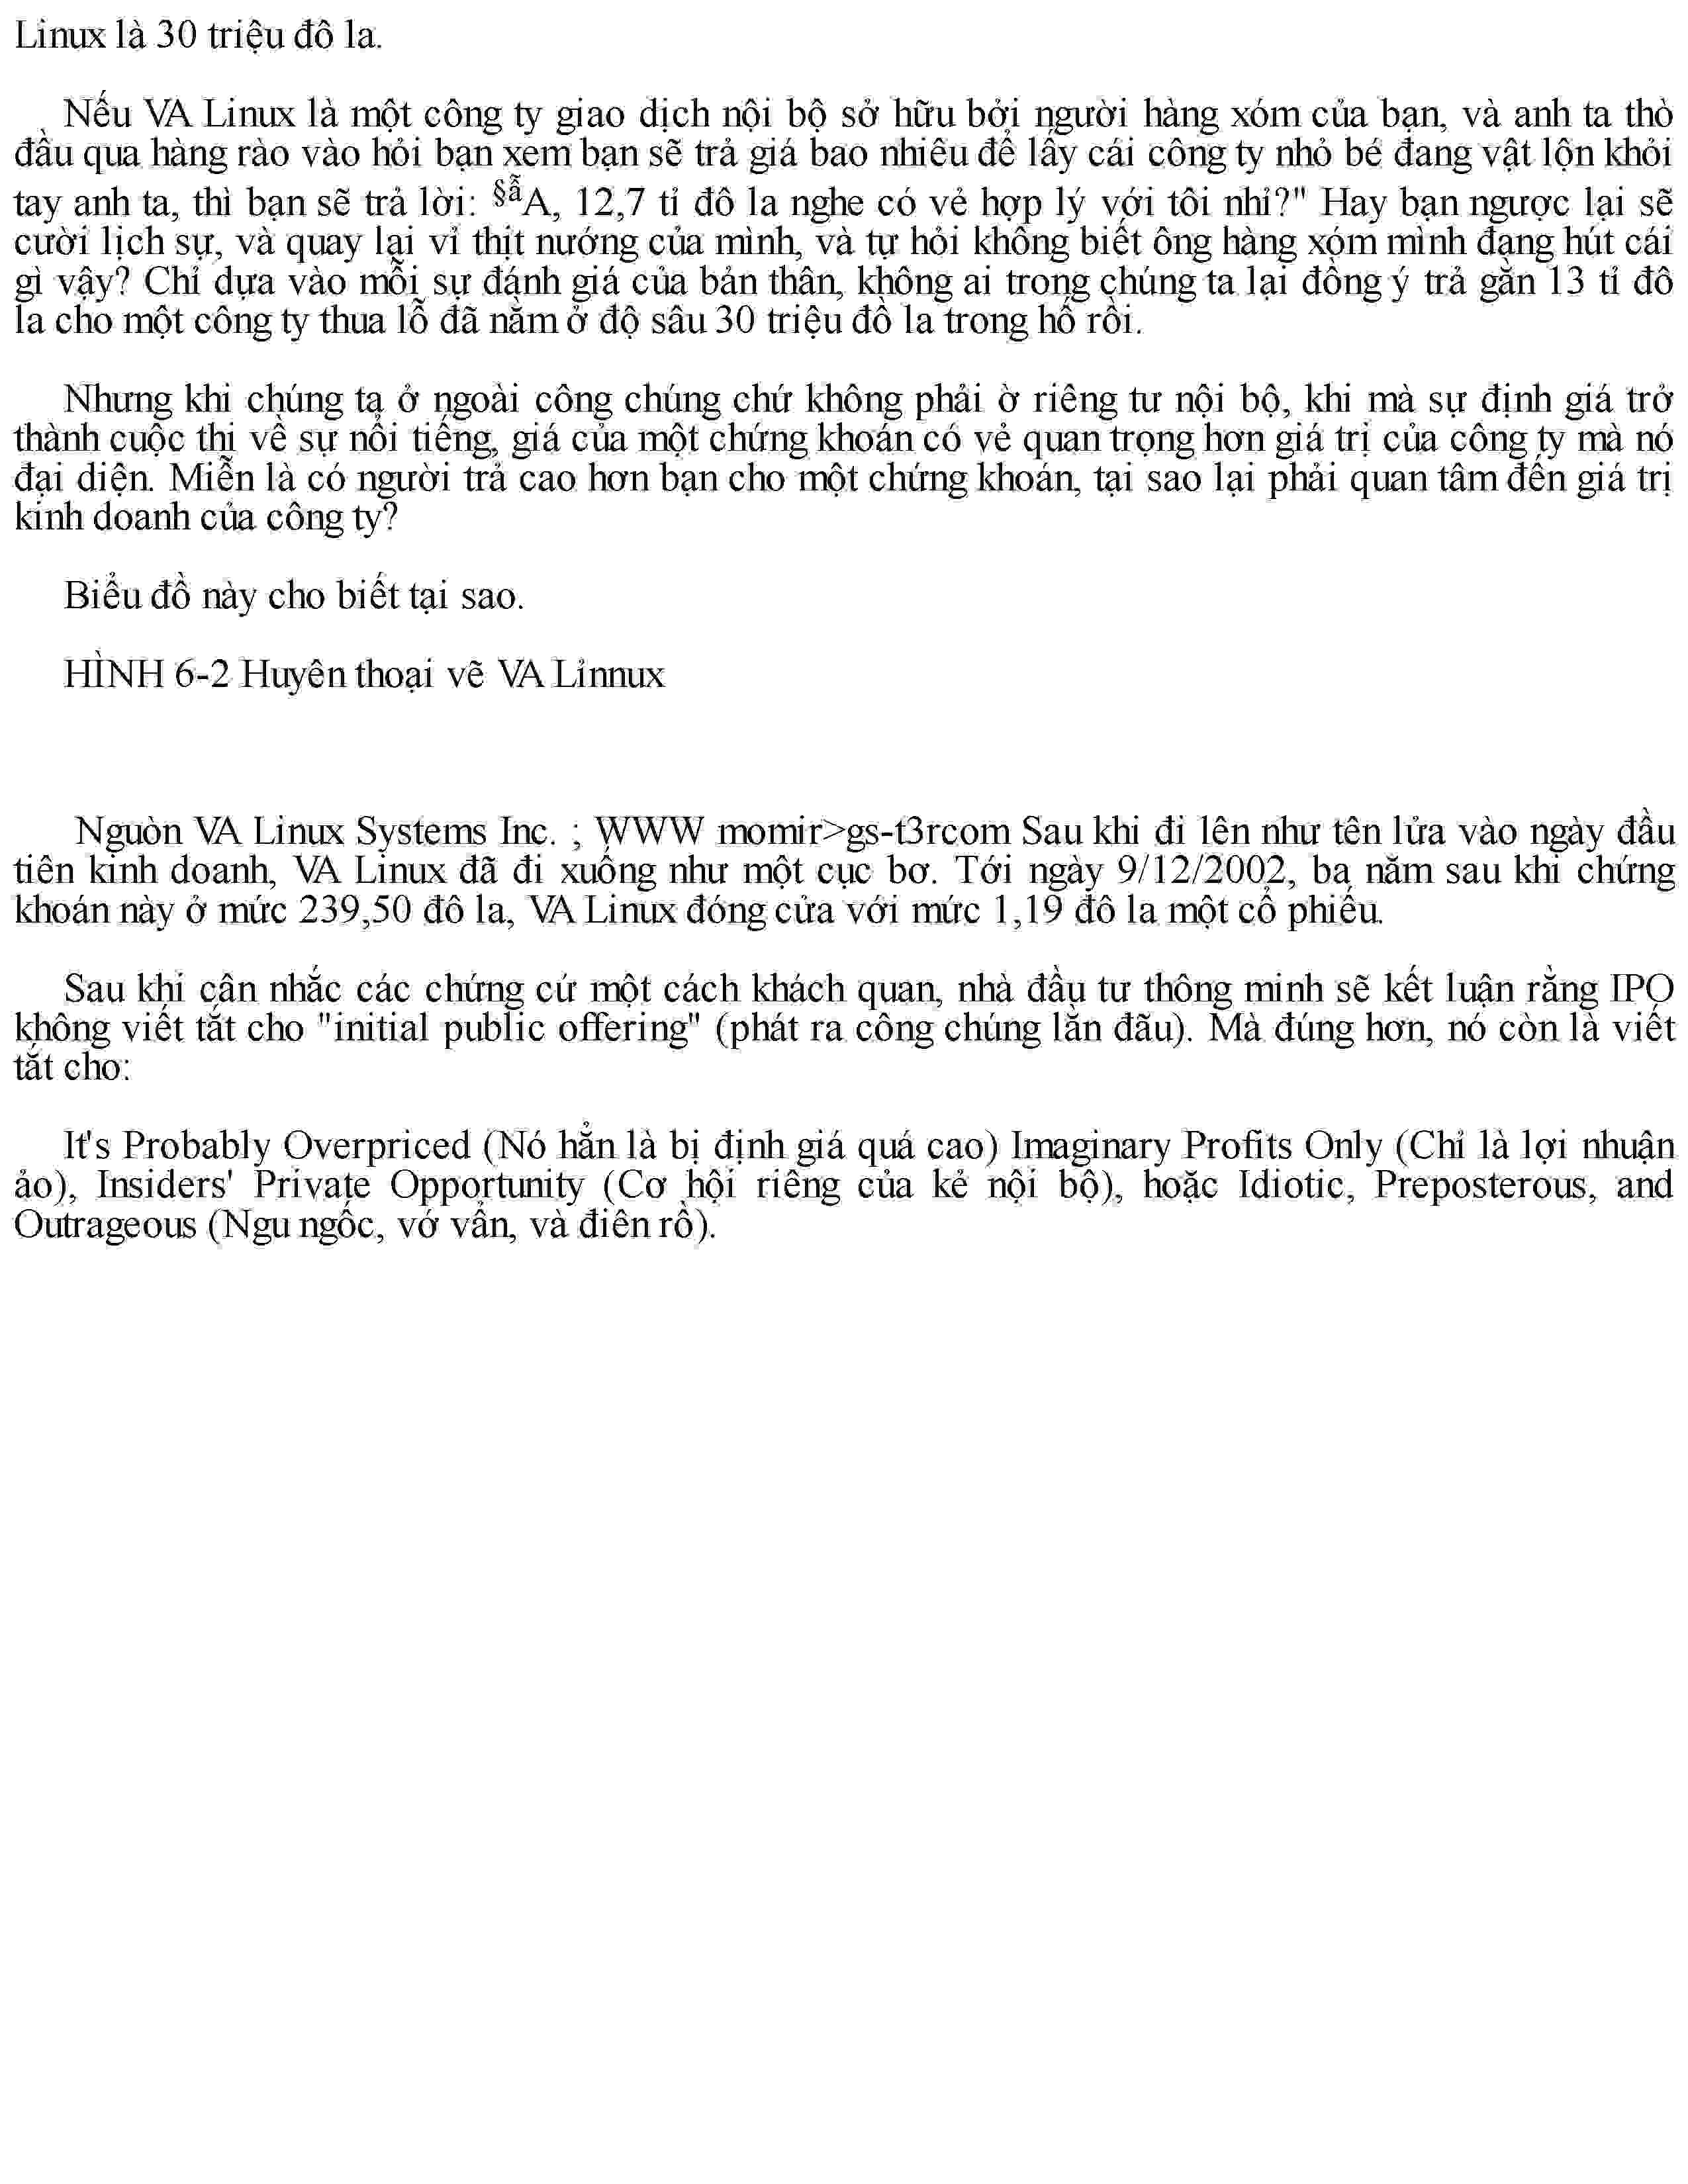 Linux là 30 triệu đô la.
Nếu VA Linux là một công ty giao dịch nội bộ sở hữu bởi người hàng xóm của bạn, và anh ta thò
đầu qua hàng rào vào hỏi bạn xem bạn sẽ trả giá bao nhiêu để lấy cái công ty nhỏ bé đang vật lộn khỏi
tay anh ta, thì bạn sẽ trả lời: §ẫA, 12,7 tỉ đô la nghe có vẻ hợp lý với tôi nhỉ?" Hay bạn ngược lại sẽ
cười lịch sự, và quay lại vỉ thịt nướng của mình, và tự hỏi không biết ông hàng xóm mình đang hút cái
gì vậy? Chỉ dựa vào mỗi sự đánh giá của bản thân, không ai trong chúng ta lại đồng ý trả gằn 13 tỉ đô
la cho một công ty thua lỗ đã nằm ở độ sâu 30 triệu đồ la trong hố rồi.
Nhưng khi chúng ta ở ngoài công chúng chứ không phải ờ riêng tư nội bộ, khi mà sự định giá trở
thành cuộc thi về sự nổi tiếng, giá của một chứng khoán có vẻ quan trọng hơn giá trị của công ty mà nó
đại diện. Miễn là có người trả cao hơn bạn cho một chứng khoán, tại sao lại phải quan tâm đến giá trị
kinh doanh của công ty?
Biểu đồ này cho biết tại sao.
HÌNH 6-2 Huyên thoại vẽ VA Lỉnnux
Nguòn VA Linux Systems Inc. ; WWW momir>gs-t3rcom Sau khi đi lên như tên lửa vào ngày đầu
tiên kinh doanh, VA Linux đã đi xuống như một cục bơ. Tới ngày 9/12/2002, ba năm sau khi chứng
khoán này ở mức 239,50 đô la, VA Linux đóng cửa với mức 1,19 đô la một cổ phiếu.
Sau khi cân nhắc các chứng cứ một cách khách quan, nhà đầu tư thông minh sẽ kết luận rằng IPO
không viết tắt cho "initial public offering" (phát ra công chúng lằn đãu). Mà đúng hơn, nó còn là viết
tắt cho:
It's Probably Overpriced (Nó hẳn là bị định giá quá cao) Imaginary Profits Only (Chỉ là lợi nhuận
ảo), Insiders' Private Opportunity (Cơ hội riêng của kẻ nội bộ), hoặc Idiotic, Preposterous, and
Outrageous (Ngu ngốc, vớ vẩn, và điên rồ).